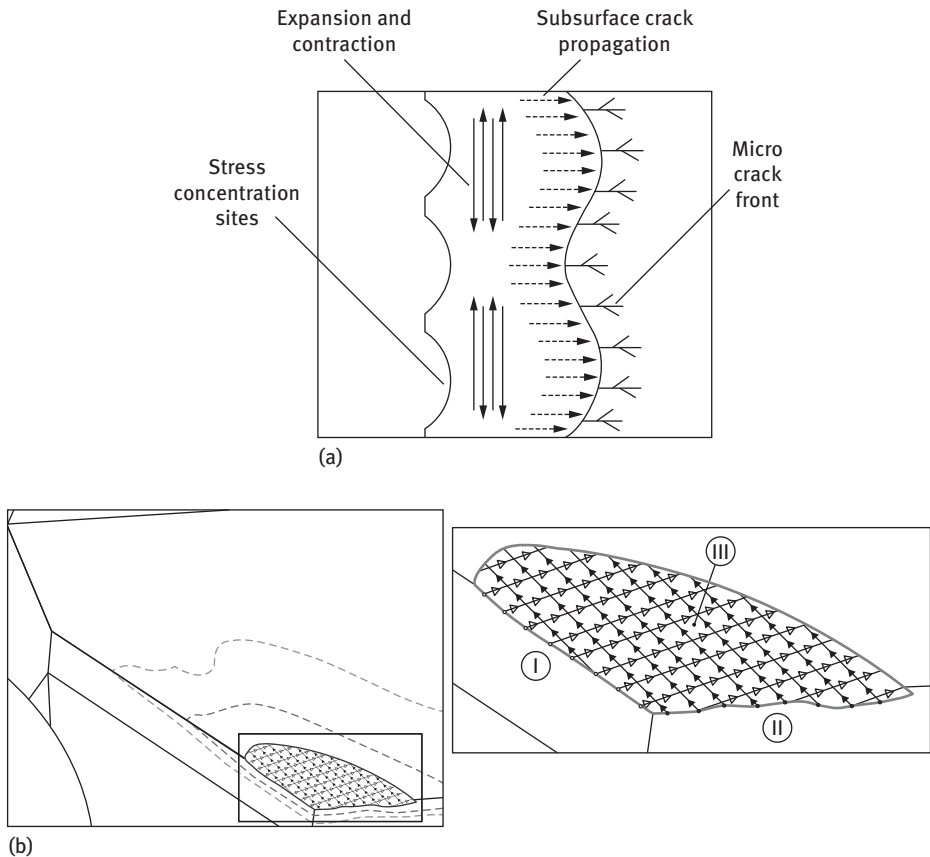 Expansion and
contraction
Subsurface crack
propagation
Stress
concentration
sites
Micro
crack
front
(a)
III
I
II
(b)